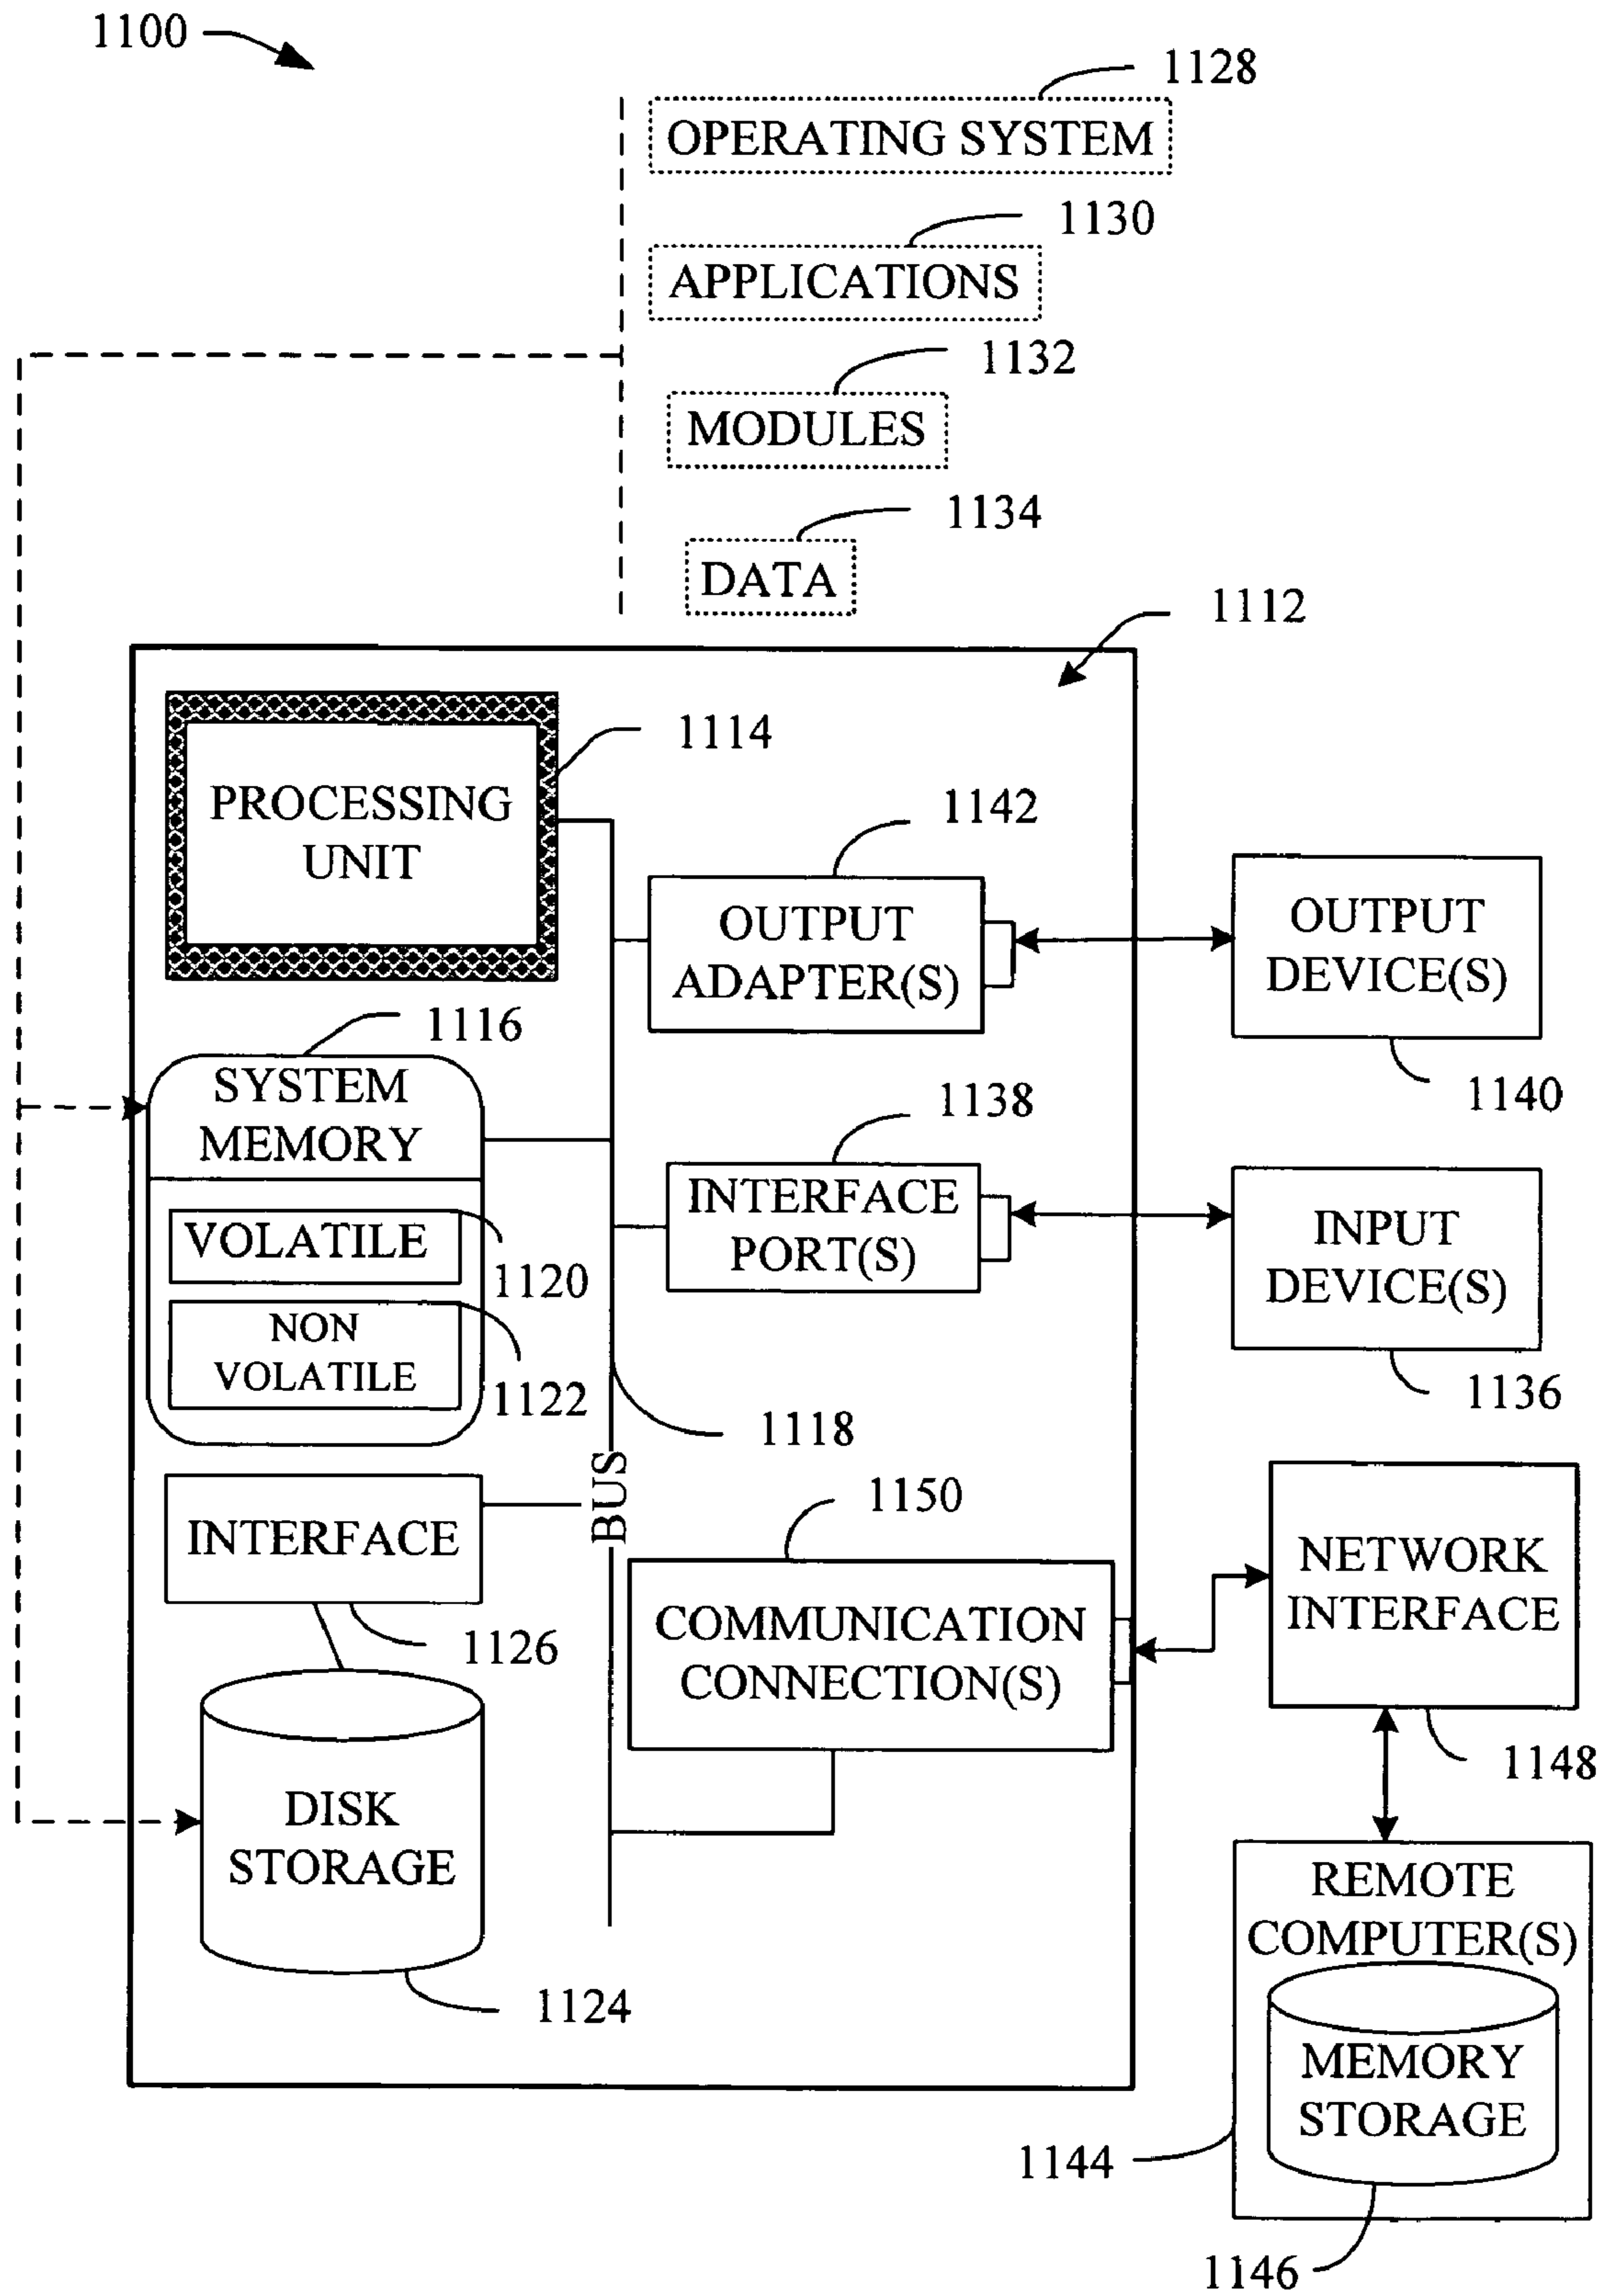 1100
1128
OPERATING SYSTEM
1130
APPLICATIONS
1132
MODULES
1134
DATA
1112
PROCESSING
UNIT
1114
1142
OUTPUT
ADAPTER(S)
OUTPUT
DEVICE(S)
1140
1116
SYSTEM
MEMORY
VOLATILE
1120
NON
VOLATILE
1122
1138
INTERFACE
PORT(S)
INPUT
DEVICE(S)
1136
1118
BUS
INTERFACE
1126
1150
COMMUNICATION
CONNECTION(S)
NETWORK
INTERFACE
1148
DISK
STORAGE
1124
REMOTE
COMPUTER(S)
MEMORY
STORAGE
1144
1146